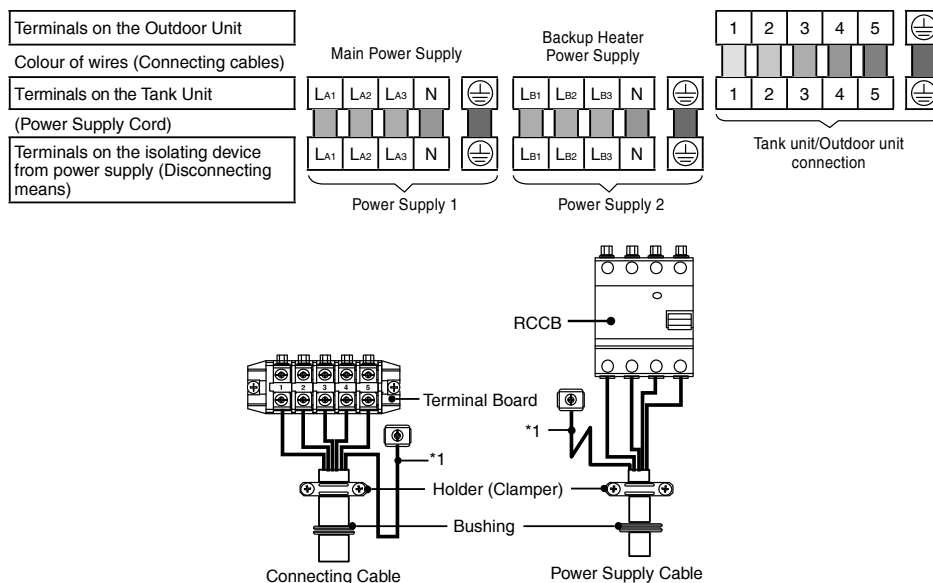 Terminals on the Outdoor Unit
Colour of wires (Connecting cables)
Terminals on the Tank Unit
(Power Supply Cord)
Terminals on the isolating device
from power supply (Disconnecting
means)
Main Power Supply
LA1 LA2 LA3 N
LA1 LA2 LA3 N
Power Supply 1
Backup Heater
Power Supply
LB1 LB2 LB3 N
LB1 LB2 LB3 N
Power Supply 2
1 2 3 4 5
1 2 3 4 5
Tank unit/Outdoor unit
connection
RCCB
1 2 3 4 5
Terminal Board
*1
*1
Holder (Clamper)
Bushing
Connecting Cable
Power Supply Cable